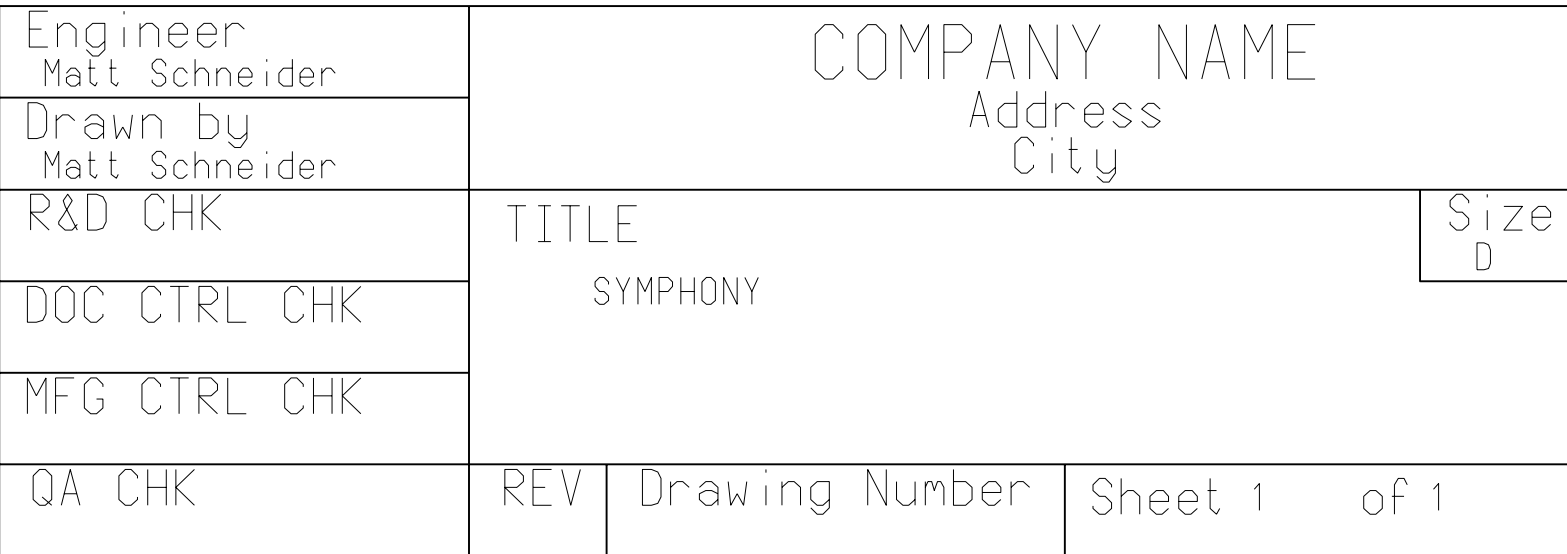 Engineer
Matt Schneider
Drawn by
Matt Schneider
R&D CHK
DOC CTRL CHK
MFG CTRL CHK
QA CHK
COMPANY NAME
Address
City
TITLE
SYMPHONY
Size
D
REV
Drawing Number
Sheet 1 of 1